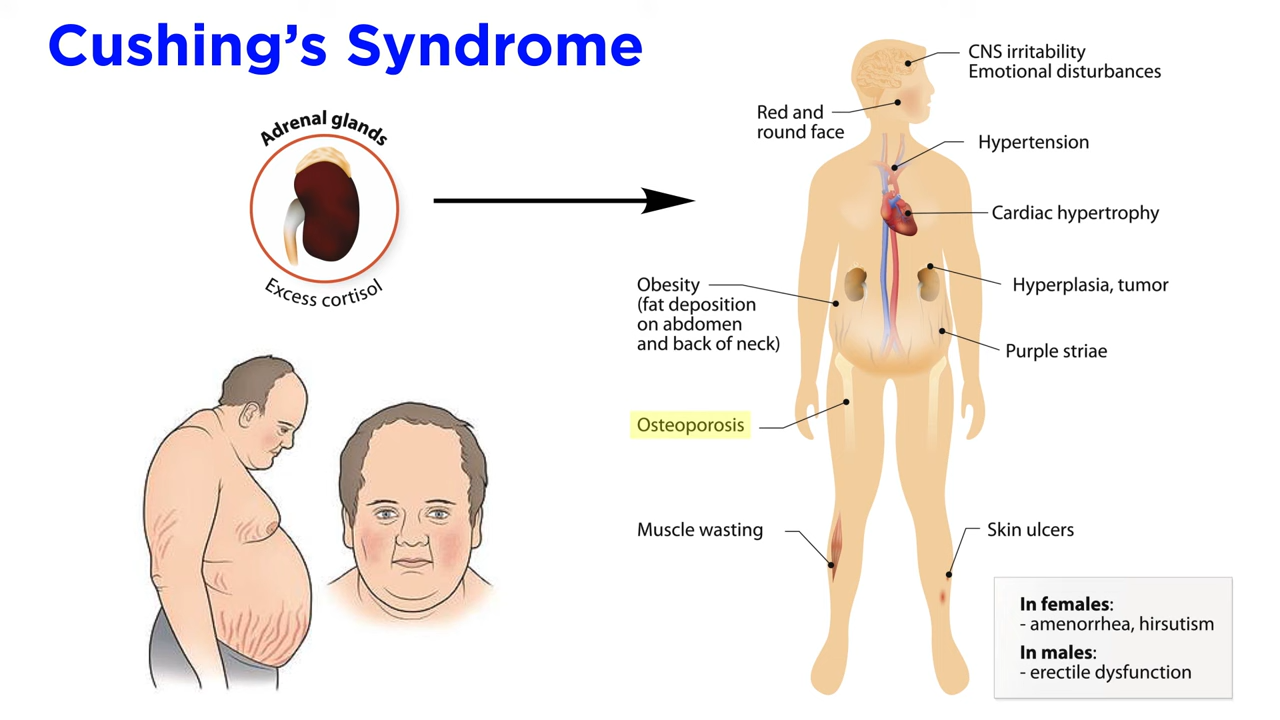 Cushing's Syndrome
Adrenal glands
Excess cortisol
CNS irritability
Emotional disturbances
Red and
round face
Hypertension
Cardiac hypertrophy
Obesity
(fat deposition
on abdomen
and back of neck)
Hyperplasia, tumor
Purple striae
Osteoporosis
Muscle wasting
Skin ulcers
In females:
- amenorrhea, hirsutism
In males:
- erectile dysfunction